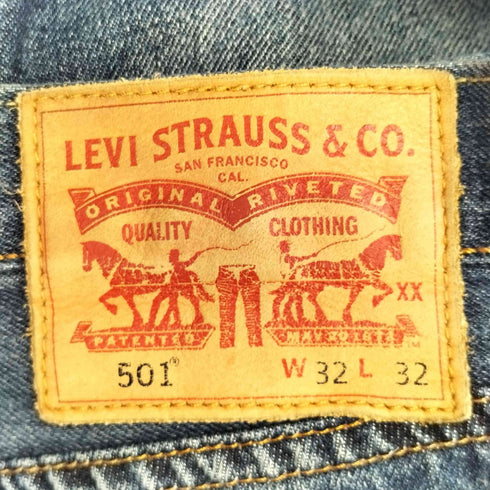 LEVI STRAUSS & CO.
SAN FRANCISCO
CAL.
ORIGINAL RIVETED
QUALITY CLOTHING
XX
PATENTED
501® W 32 L 32